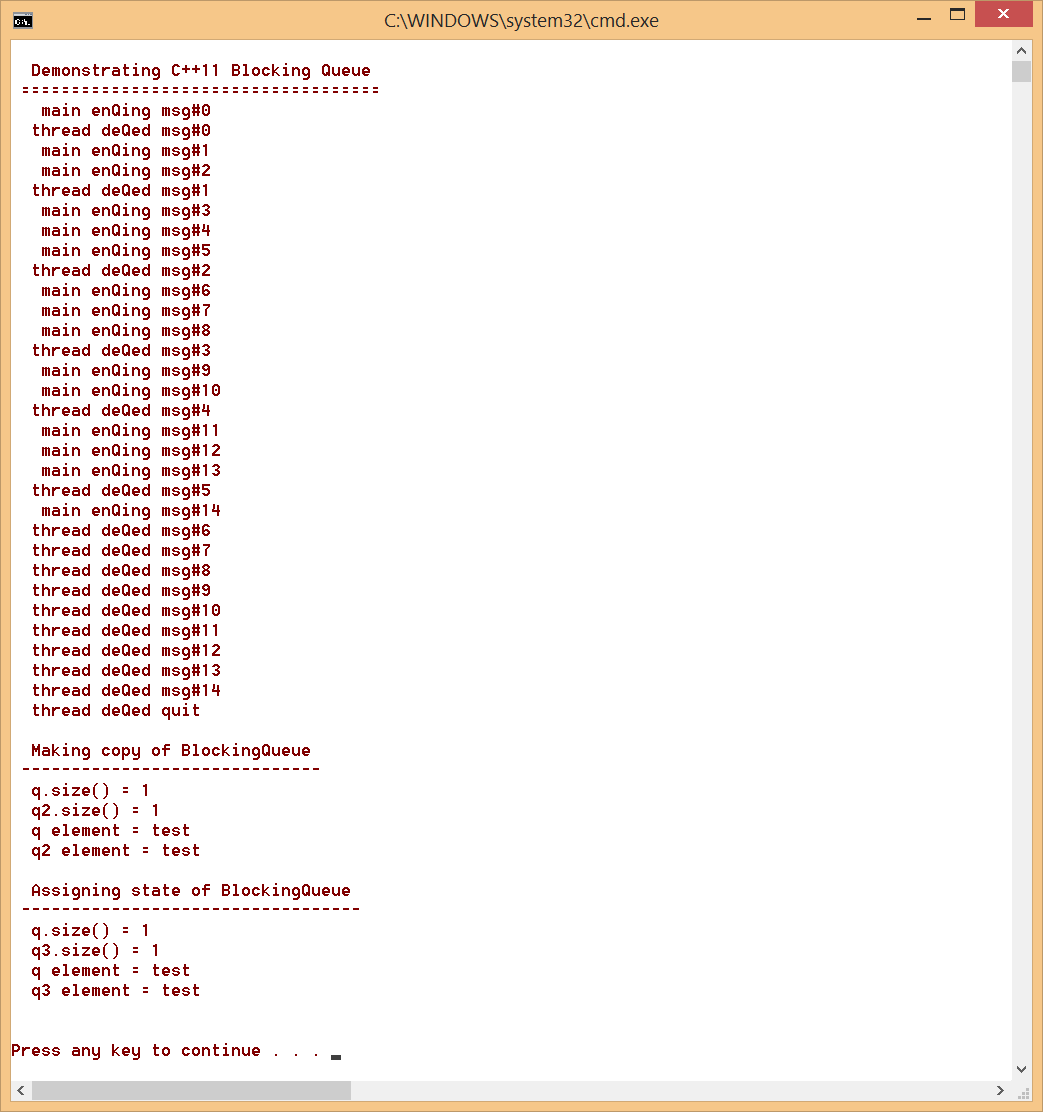 C:\WINDOWS\system32\cmd.exe
Demonstrating C++11 Blocking Queue
====================================
main enQing msg#0
thread deQed msg#0
main enQing msg#1
main enQing msg#2
thread deQed msg#1
main enQing msg#3
main enQing msg#4
main enQing msg#5
thread deQed msg#2
main enQing msg#6
main enQing msg#7
main enQing msg#8
thread deQed msg#3
main enQing msg#9
main enQing msg#10
thread deQed msg#4
main enQing msg#11
main enQing msg#12
main enQing msg#13
thread deQed msg#5
main enQing msg#14
thread deQed msg#6
thread deQed msg#7
thread deQed msg#8
thread deQed msg#9
thread deQed msg#10
thread deQed msg#11
thread deQed msg#12
thread deQed msg#13
thread deQed msg#14
thread deQed quit
Making copy of BlockingQueue
------------------------------
q.size() = 1
q2.size() = 1
q element = test
q2 element = test
Assigning state of BlockingQueue
----------------------------------
q.size() = 1
q3.size() = 1
q element = test
q3 element = test
Press any key to continue . . .